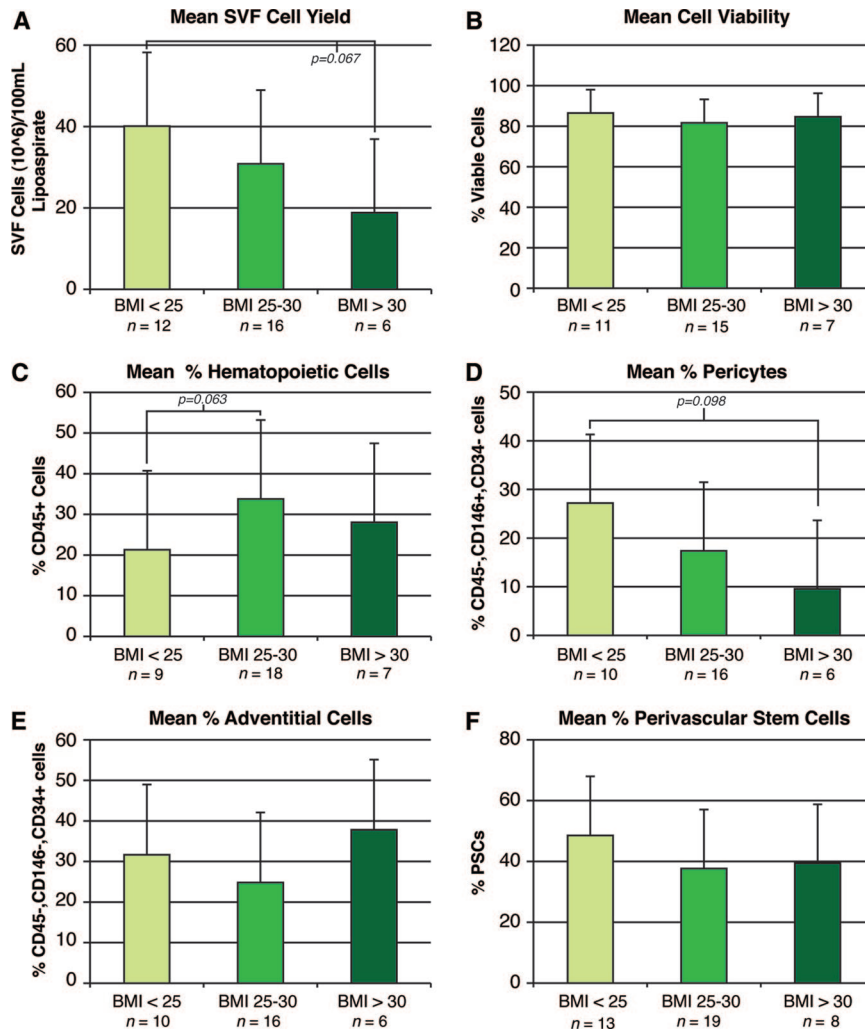 A
Mean SVF Cell Yield
SVF Cells (10^6)/100mL
Lipoaspirate
60
40
20
0
p=0.067
BMI < 25
n = 12
BMI 25-30
n = 16
BMI > 30
n = 6
B
Mean Cell Viability
% Viable Cells
120
100
80
60
40
20
0
BMI < 25
n = 11
BMI 25-30
n = 15
BMI > 30
n = 7
C
Mean % Hematopoietic Cells
% CD45+ Cells
60
50
40
30
20
10
0
p=0.063
BMI < 25
n = 9
BMI 25-30
n = 18
BMI > 30
n = 7
D
Mean % Pericytes
% CD45-,CD146+,CD34- cells
50
40
30
20
10
0
p=0.098
BMI < 25
n = 10
BMI 25-30
n = 16
BMI > 30
n = 6
E
Mean % Adventitial Cells
% CD45-,CD146-,CD34+ cells
60
50
40
30
20
10
0
BMI < 25
n = 10
BMI 25-30
n = 16
BMI > 30
n = 6
F
Mean % Perivascular Stem Cells
% PSCs
80
60
40
20
0
BMI < 25
n = 13
BMI 25-30
n = 19
BMI > 30
n = 8